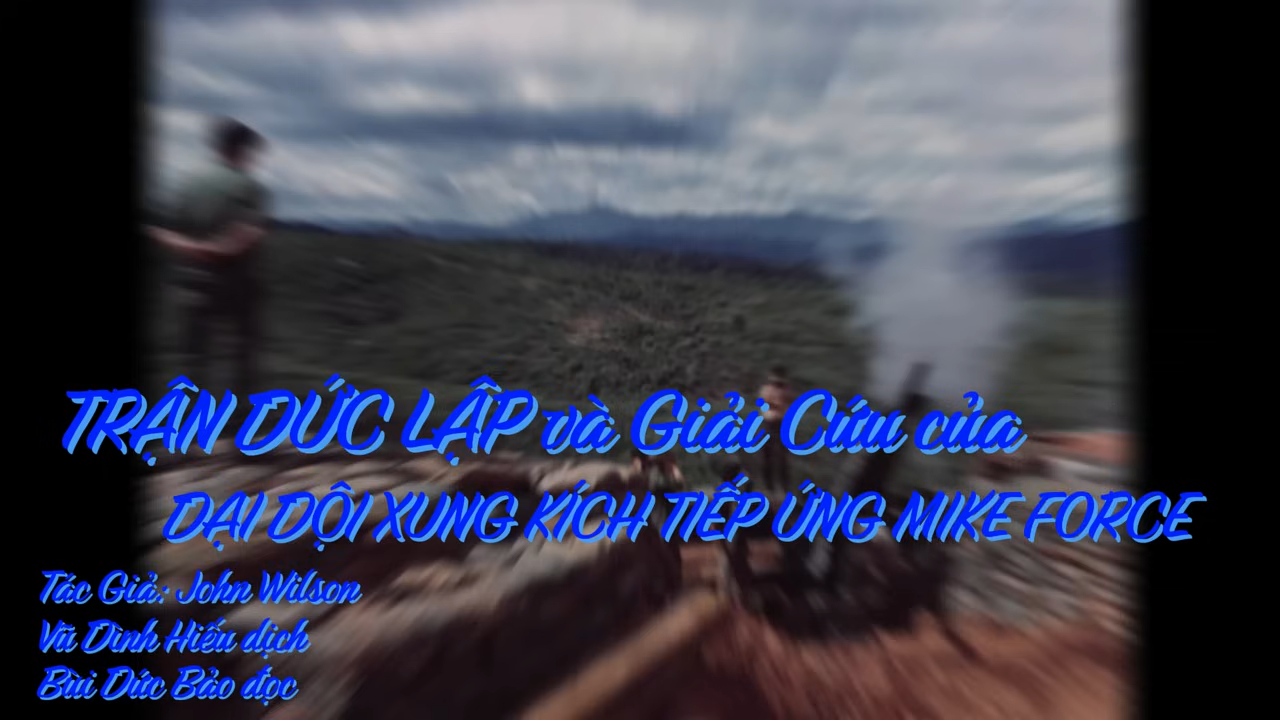 TRẬN ĐỨC LẬP và Giải Cứu của
ĐẠI ĐỘI XUNG KÍCH TIẾP ỨNG MIKE FORCE
Tác Giả: John Wilson
Vũ Đình Hiếu dịch
Bùi Đức Bảo đọc